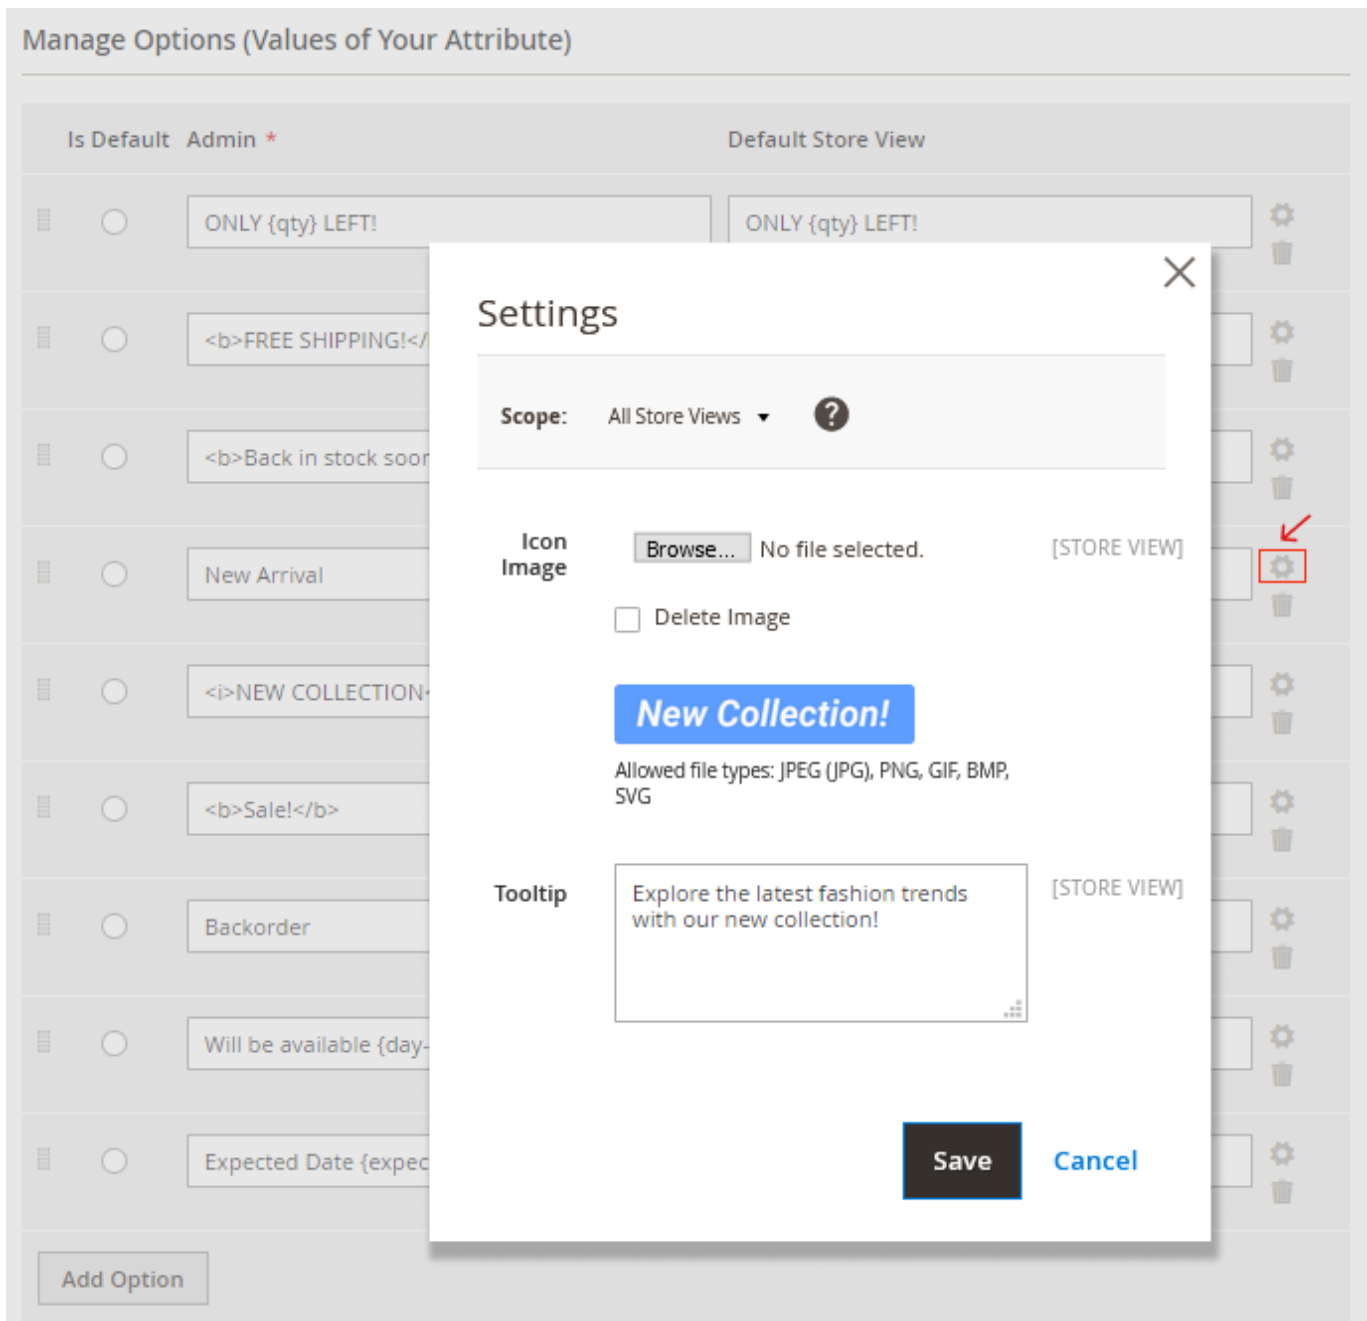 Manage Options (Values of Your Attribute)
Is Default Admin * Default Store View
ONLY {qty} LEFT! ONLY {qty} LEFT!
<b>FREE SHIPPING!</
<b>Back in stock soon
New Arrival
<i>NEW COLLECTION<
<b>Sale!</b>
Backorder
Will be available {day-
Expected Date {expec
Add Option
Settings
Scope: All Store Views ?
Icon
Image
Browse... No file selected. [STORE VIEW]
Delete Image
New Collection!
Allowed file types: JPEG (JPG), PNG, GIF, BMP,
SVG
Tooltip
Explore the latest fashion trends
with our new collection!
[STORE VIEW]
Save Cancel